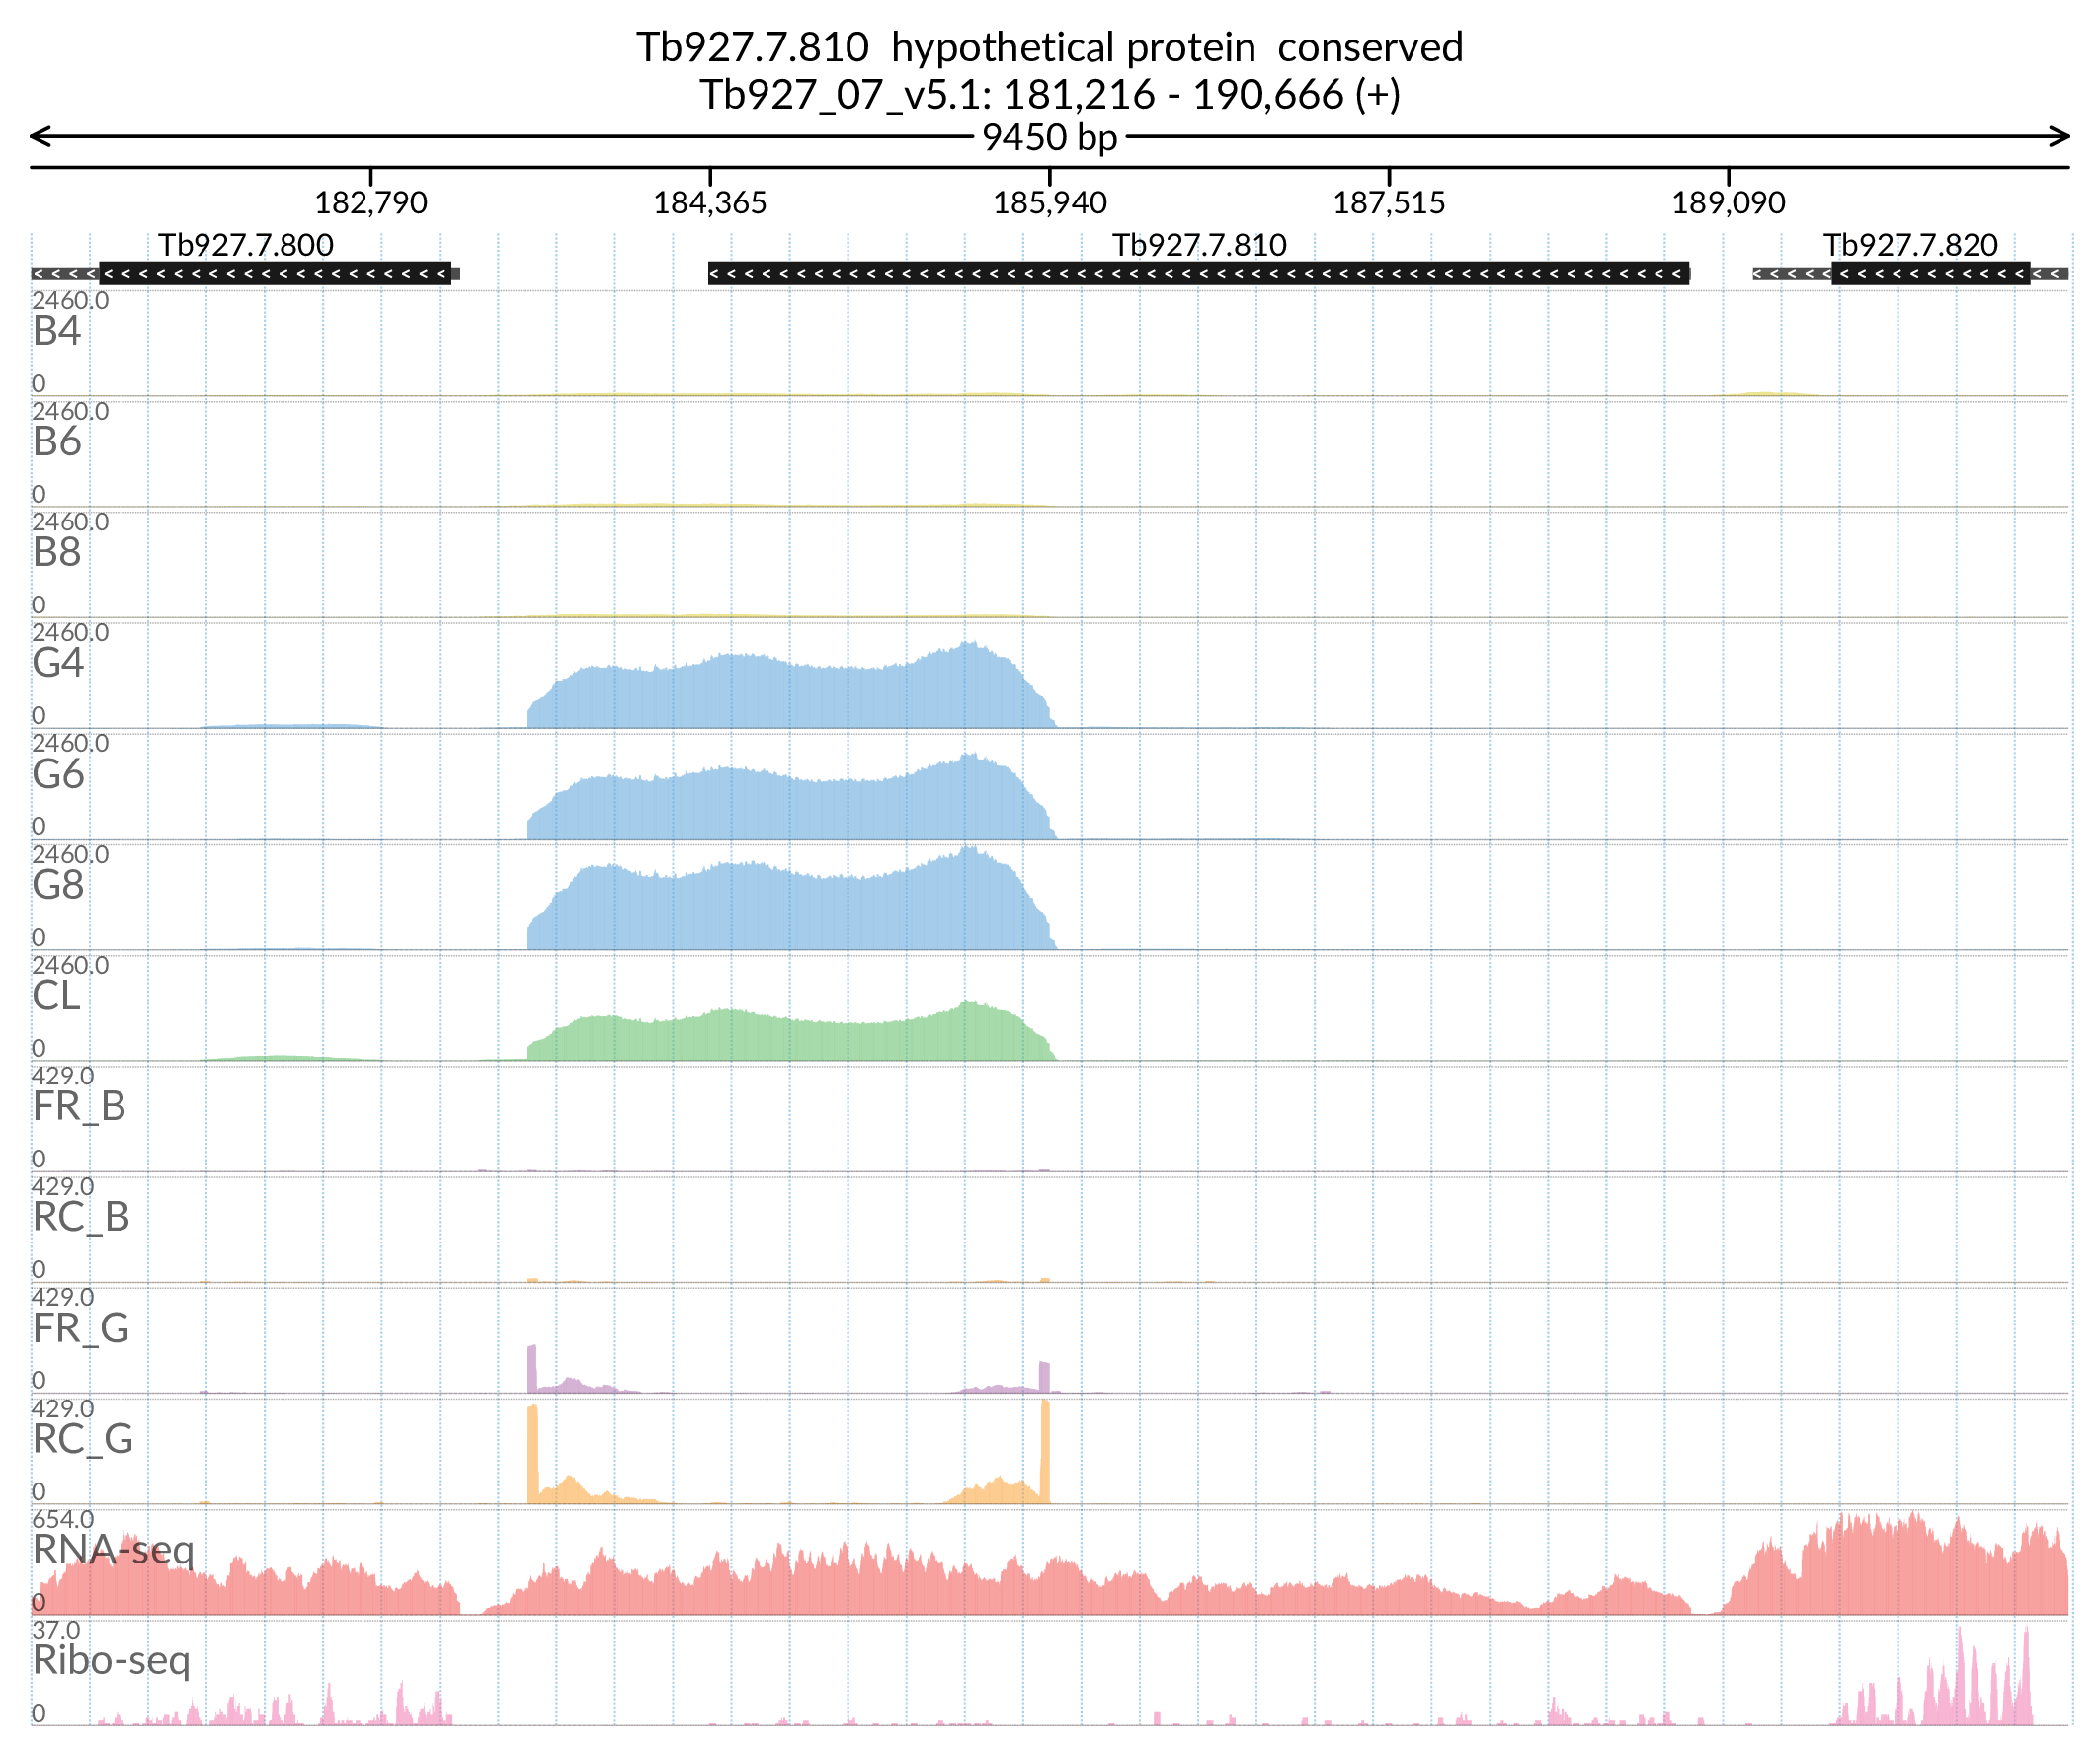 Tb927.7.810 hypothetical protein conserved
Tb927_07_v5.1: 181,216 - 190,666 (+)
9450 bp
182,790 184,365 185,940 187,515 189,090
Tb927.7.800 Tb927.7.810 Tb927.7.820
2460.0
B4
0
2460.0
B6
0
2460.0
B8
0
2460.0
G4
0
2460.0
G6
0
2460.0
G8
0
2460.0
CL
0
429.0
FR_B
0
429.0
RC_B
0
429.0
FR_G
0
429.0
RC_G
0
654.0
RNA-seq
0
37.0
Ribo-seq
0